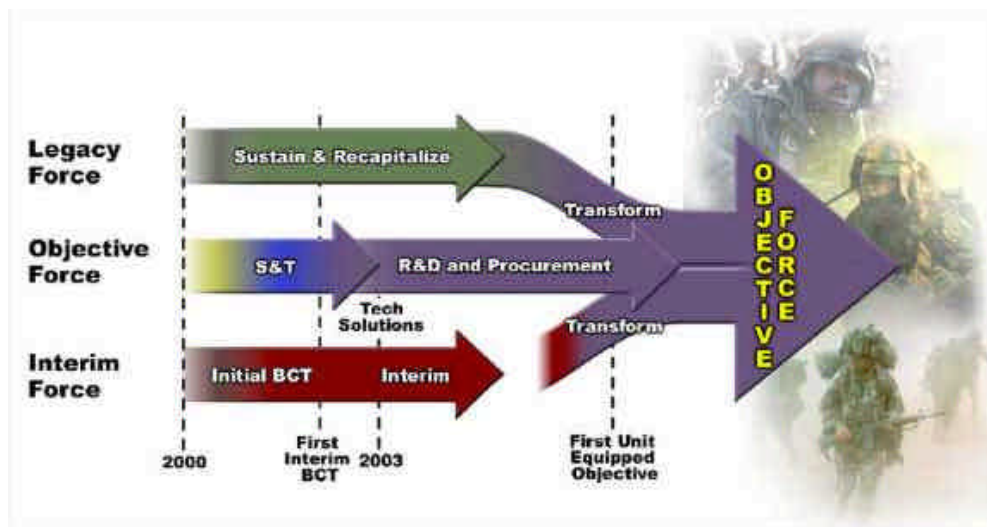 Legacy
Force
Sustain & Recapitalize
Transform
Objective
Force
S&T
R&D and Procurement
Tech
Solutions
Transform
Interim
Force
Initial BCT
Interim
OBJECTIVE
FORCE
2000
First
Interim
BCT
2003
First Unit
Equipped
Objective